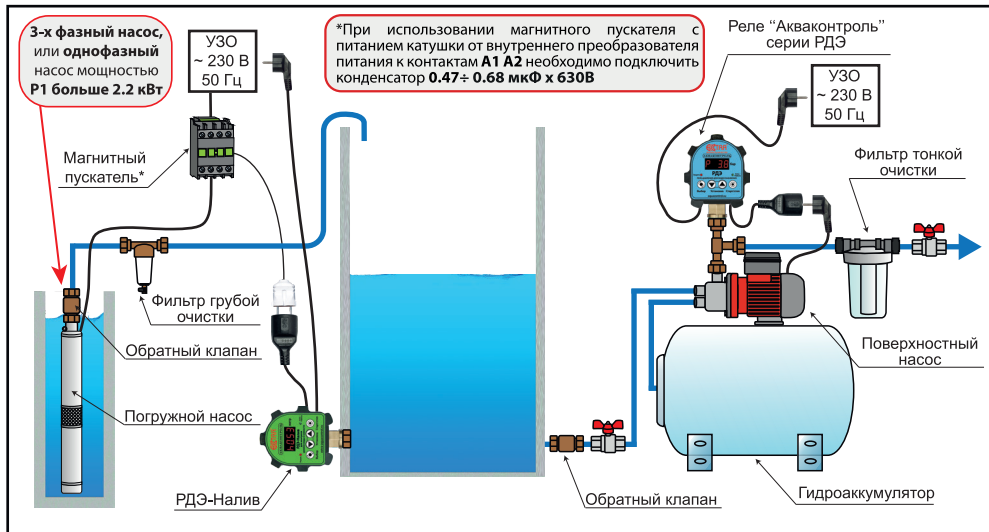 3-х фазный насос,
или однофазный
насос мощностью
P1 больше 2.2 кВт
УЗО
~ 230 В
50 Гц
*При использовании магнитного пускателя с
питанием катушки от внутреннего преобразователя
питания к контактам А1 А2 необходимо подключить
конденсатор 0.47÷ 0.68 мкФ х 630В
Реле “Акваконтроль”
серии РДЭ
УЗО
~ 230 В
50 Гц
Магнитный
пускатель*
РДЭ
Фильтр тонкой
очистки
Фильтр грубой
очистки
Обратный клапан
Поверхностный
насос
Погружной насос
РДЭ-Налив
Обратный клапан
Гидроаккумулятор